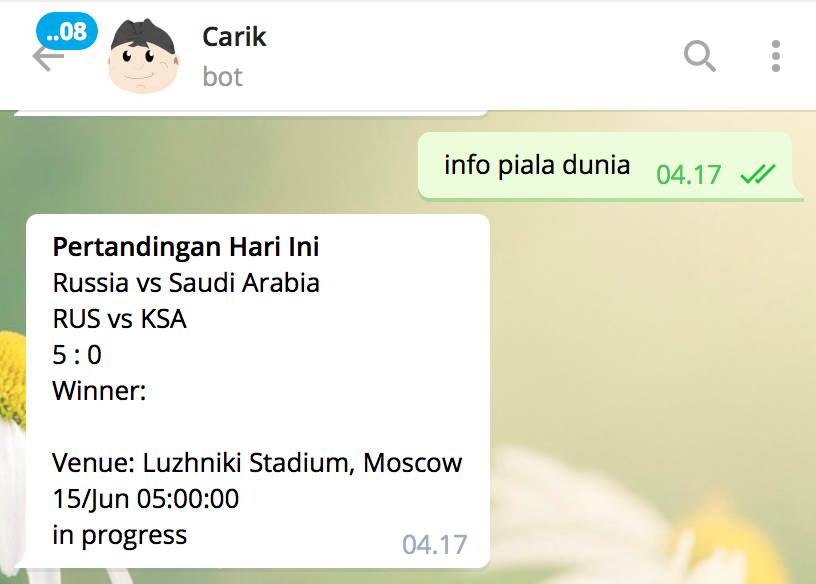 ..08
Carik
bot
info piala dunia 04.17
Pertandingan Hari Ini
Russia vs Saudi Arabia
RUS vs KSA
5 : 0
Winner:
Venue: Luzhniki Stadium, Moscow
15/Jun 05:00:00
in progress 04.17